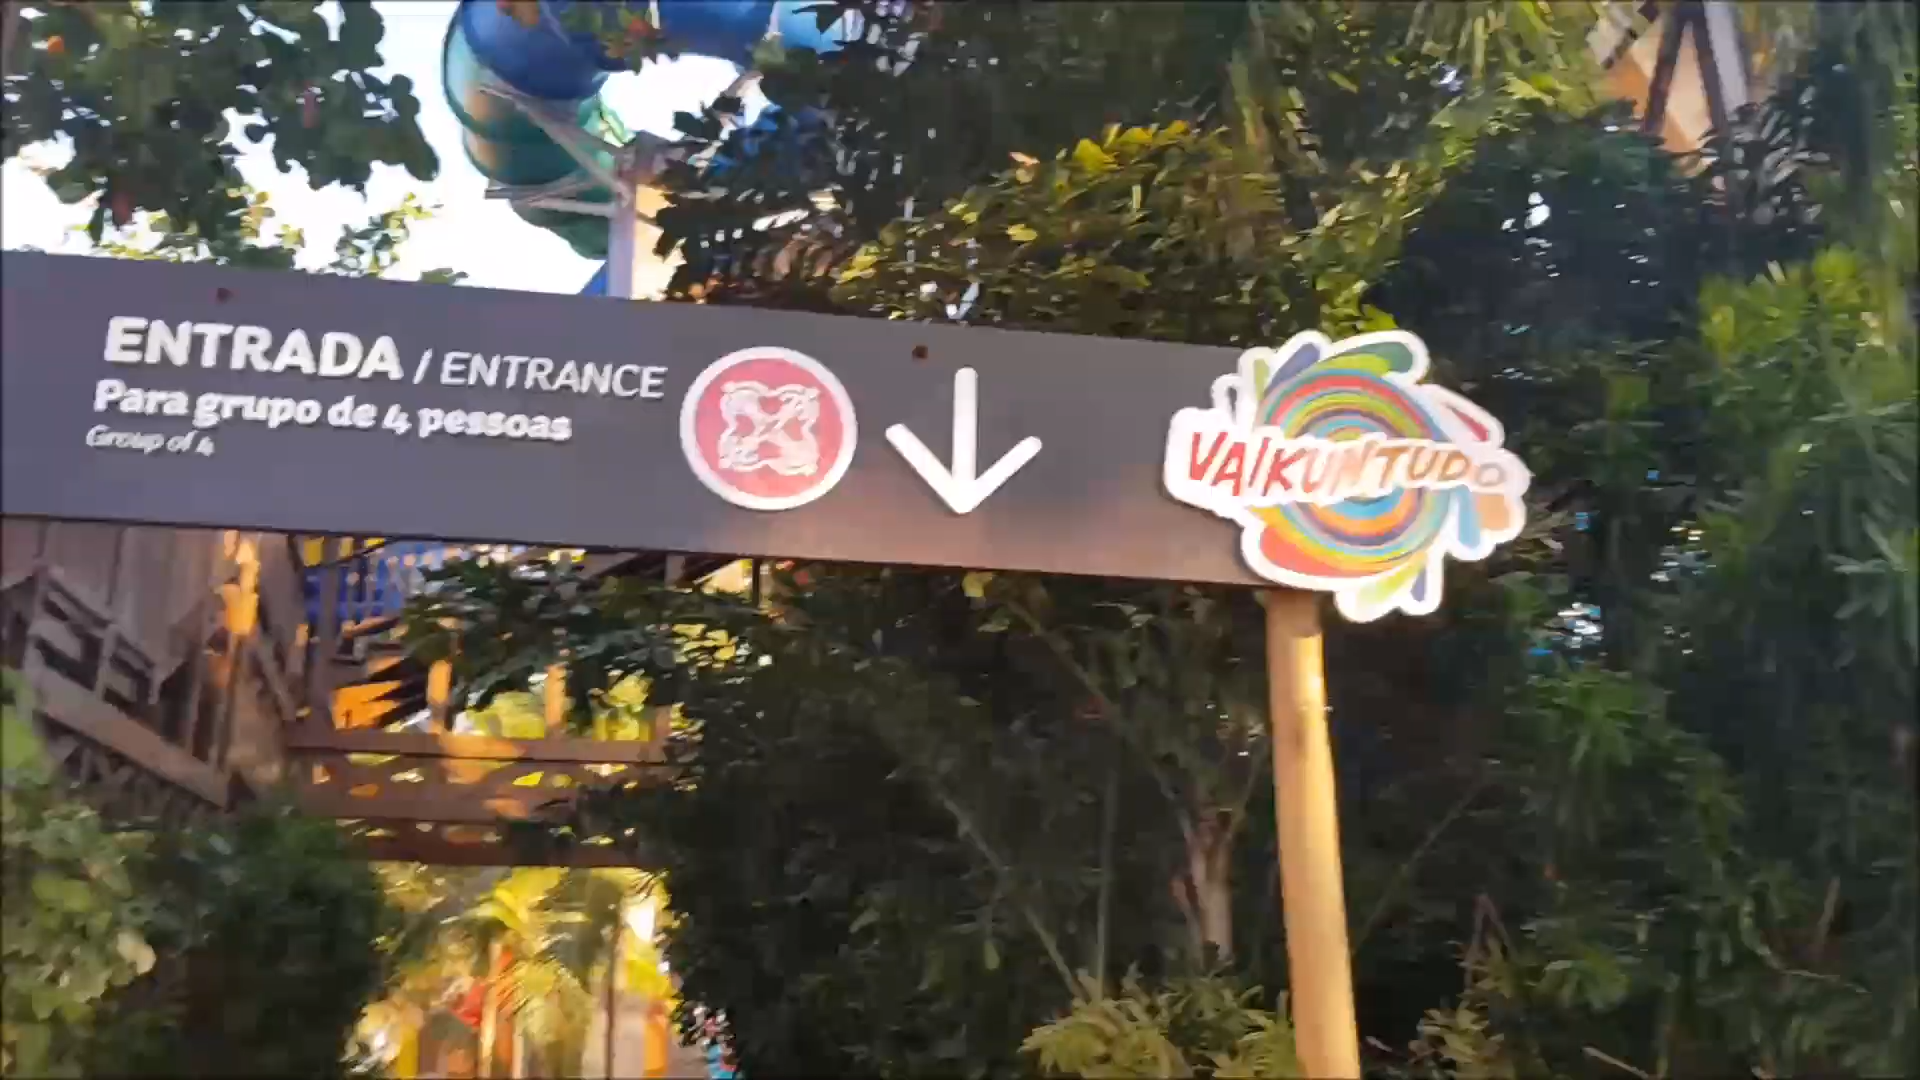 ENTRADA / ENTRANCE
Para grupo de 4 pessoas
Group of 4
VAIKUNTUDO